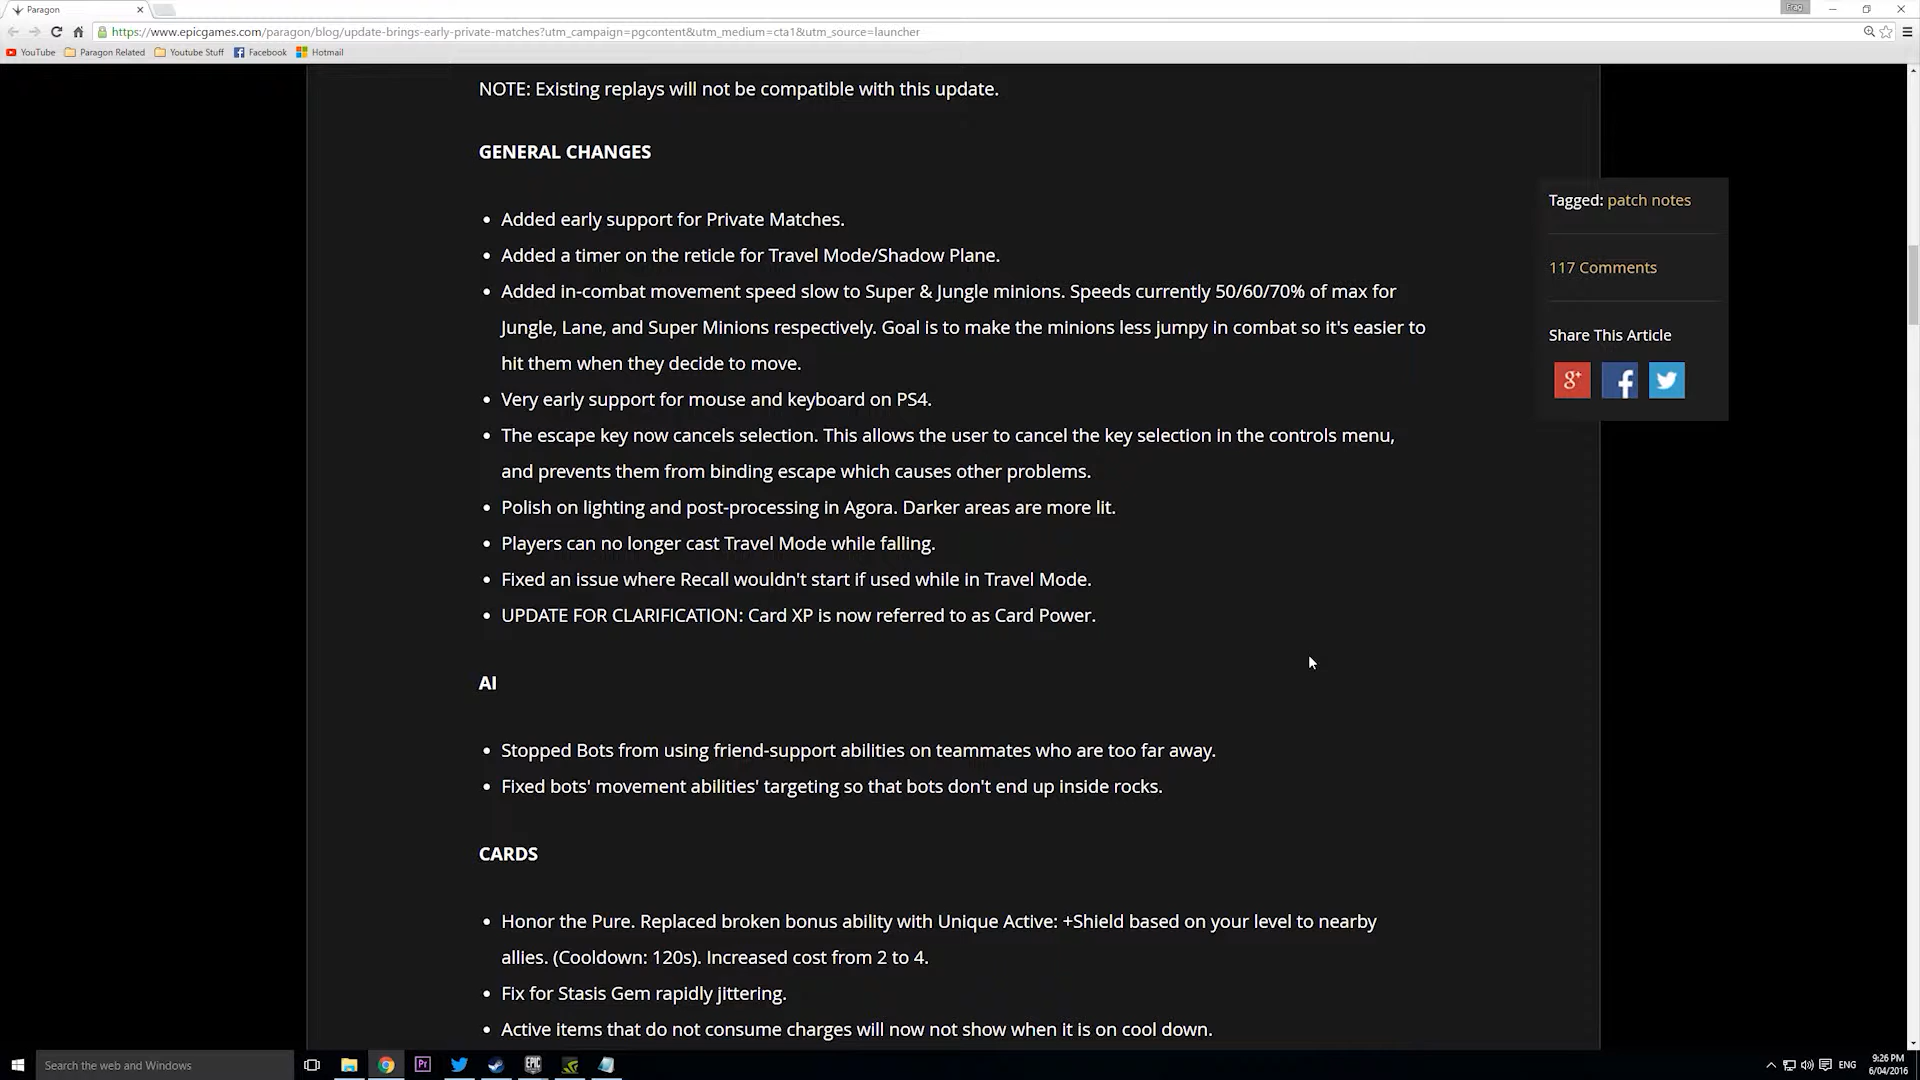 Paragon
Frag
https://www.epicgames.com/paragon/blog/update-brings-early-private-matches?utm_campaign=pgcontent&utm_medium=cta1&utm_source=launcher
YouTube Paragon Related Youtube Stuff Facebook Hotmail
NOTE: Existing replays will not be compatible with this update.
GENERAL CHANGES
• Added early support for Private Matches.
• Added a timer on the reticle for Travel Mode/Shadow Plane.
• Added in-combat movement speed slow to Super & Jungle minions. Speeds currently 50/60/70% of max for
Jungle, Lane, and Super Minions respectively. Goal is to make the minions less jumpy in combat so it's easier to
hit them when they decide to move.
• Very early support for mouse and keyboard on PS4.
• The escape key now cancels selection. This allows the user to cancel the key selection in the controls menu,
and prevents them from binding escape which causes other problems.
• Polish on lighting and post-processing in Agora. Darker areas are more lit.
• Players can no longer cast Travel Mode while falling.
• Fixed an issue where Recall wouldn't start if used while in Travel Mode.
• UPDATE FOR CLARIFICATION: Card XP is now referred to as Card Power.
AI
• Stopped Bots from using friend-support abilities on teammates who are too far away.
• Fixed bots' movement abilities' targeting so that bots don't end up inside rocks.
CARDS
• Honor the Pure. Replaced broken bonus ability with Unique Active: +Shield based on your level to nearby
allies. (Cooldown: 120s). Increased cost from 2 to 4.
• Fix for Stasis Gem rapidly jittering.
• Active items that do not consume charges will now not show when it is on cool down.
Tagged: patch notes
117 Comments
Share This Article
g+
f
Search the web and Windows
Pr
EPIC
ENG
9:26 PM
6/04/2016